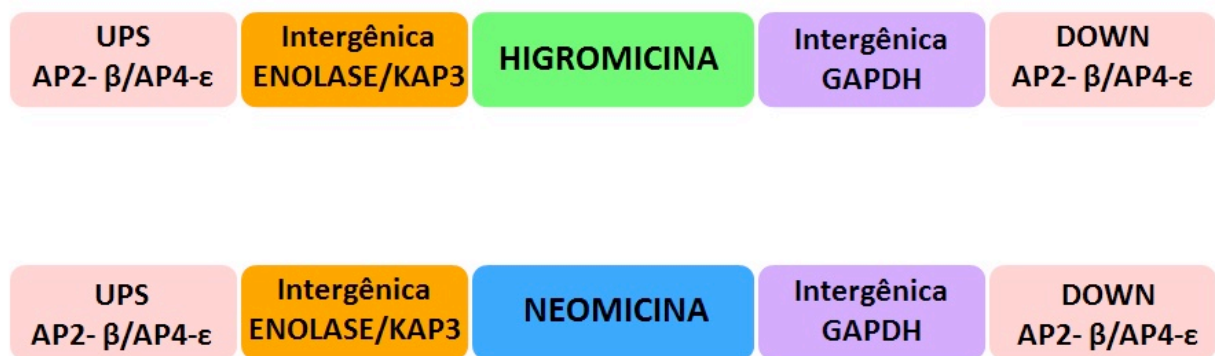 UPS
AP2- β/AP4-ε
Intergênica
ENOLASE/KAP3
HIGROMICINA
Intergênica
GAPDH
DOWN
AP2- β/AP4-ε
UPS
AP2- β/AP4-ε
Intergênica
ENOLASE/KAP3
NEOMICINA
Intergênica
GAPDH
DOWN
AP2- β/AP4-ε